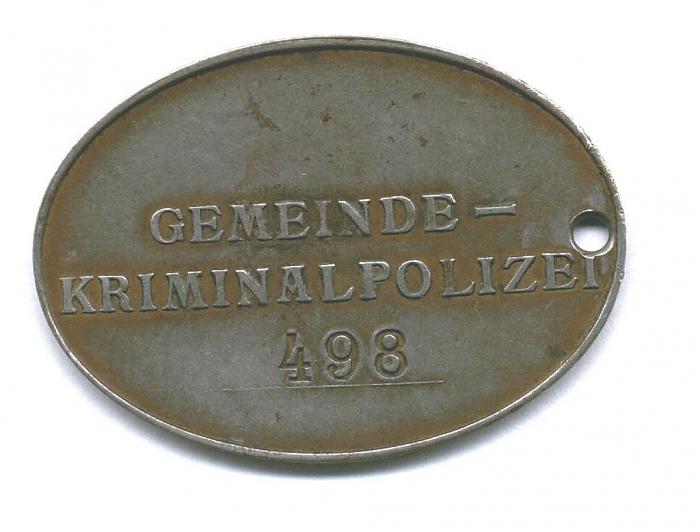 GEMEINDE –
KRIMINALPOLIZEI
498